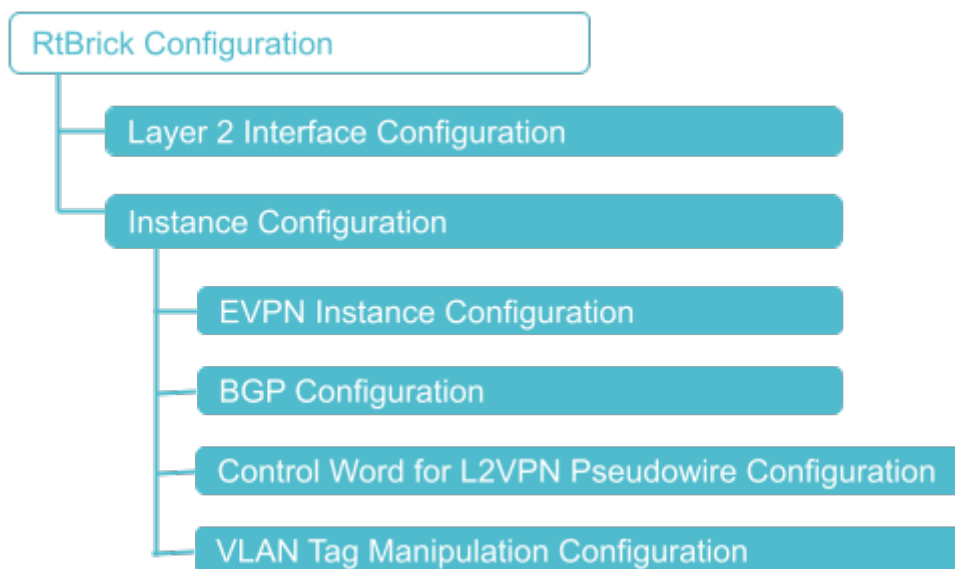 RtBrick Configuration
Layer 2 Interface Configuration
Instance Configuration
EVPN Instance Configuration
BGP Configuration
Control Word for L2VPN Pseudowire Configuration
VLAN Tag Manipulation Configuration